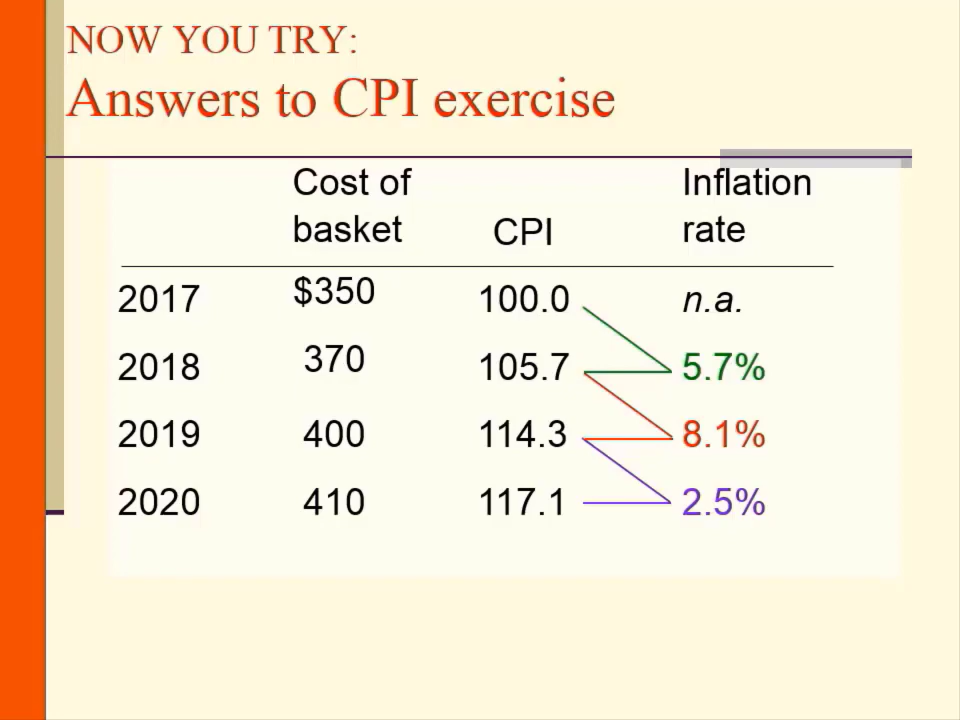 NOW YOU TRY:
Answers to CPI exercise
Cost of basket CPI Inflation rate
2017 $350 100.0 n.a.
2018 370 105.7 5.7%
2019 400 114.3 8.1%
2020 410 117.1 2.5%